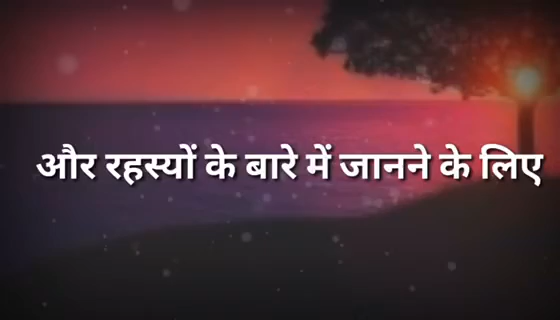 और रहस्यों के बारे में जानने के लिए